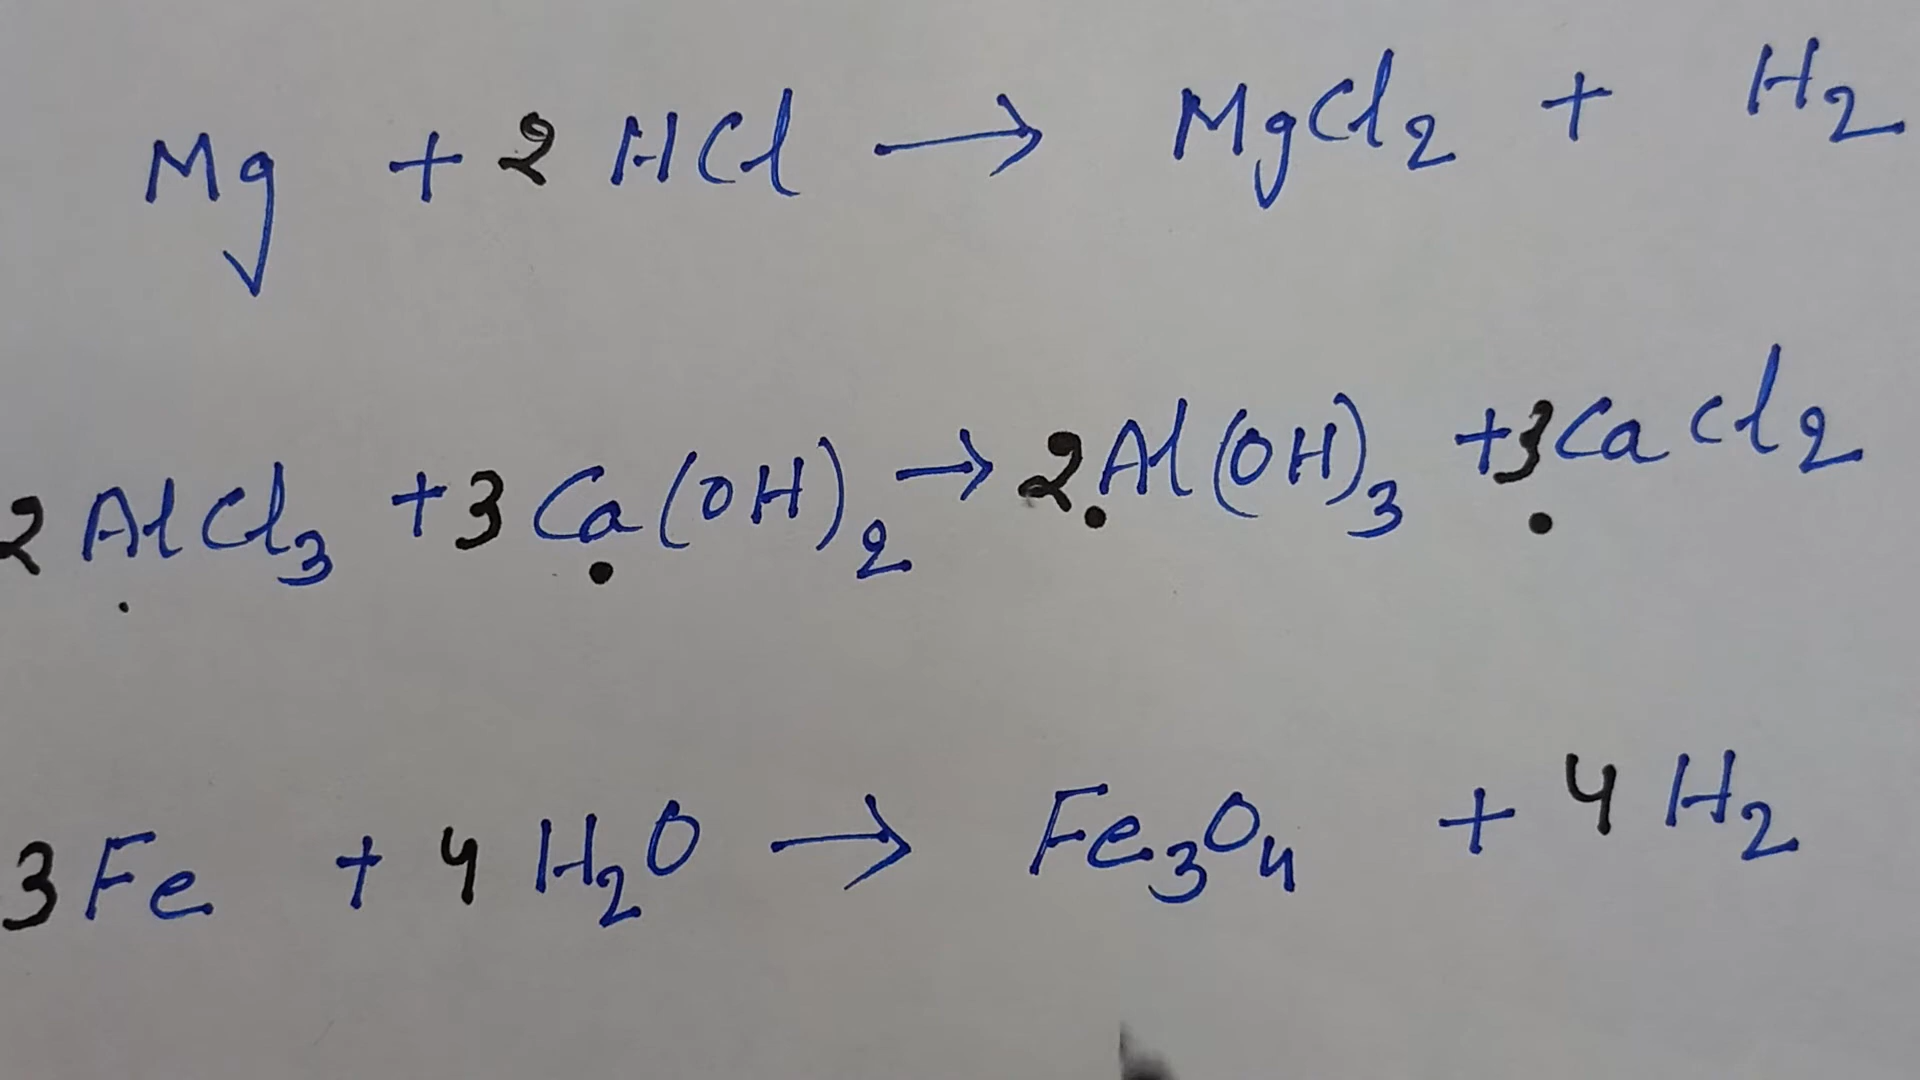 Mg + 2 HCl → MgCl₂ + H₂
2 AlCl₃ + 3 Ca(OH)₂ → 2 Al(OH)₃ + 3 CaCl₂
3 Fe + 4 H₂O → Fe₃O₄ + 4 H₂